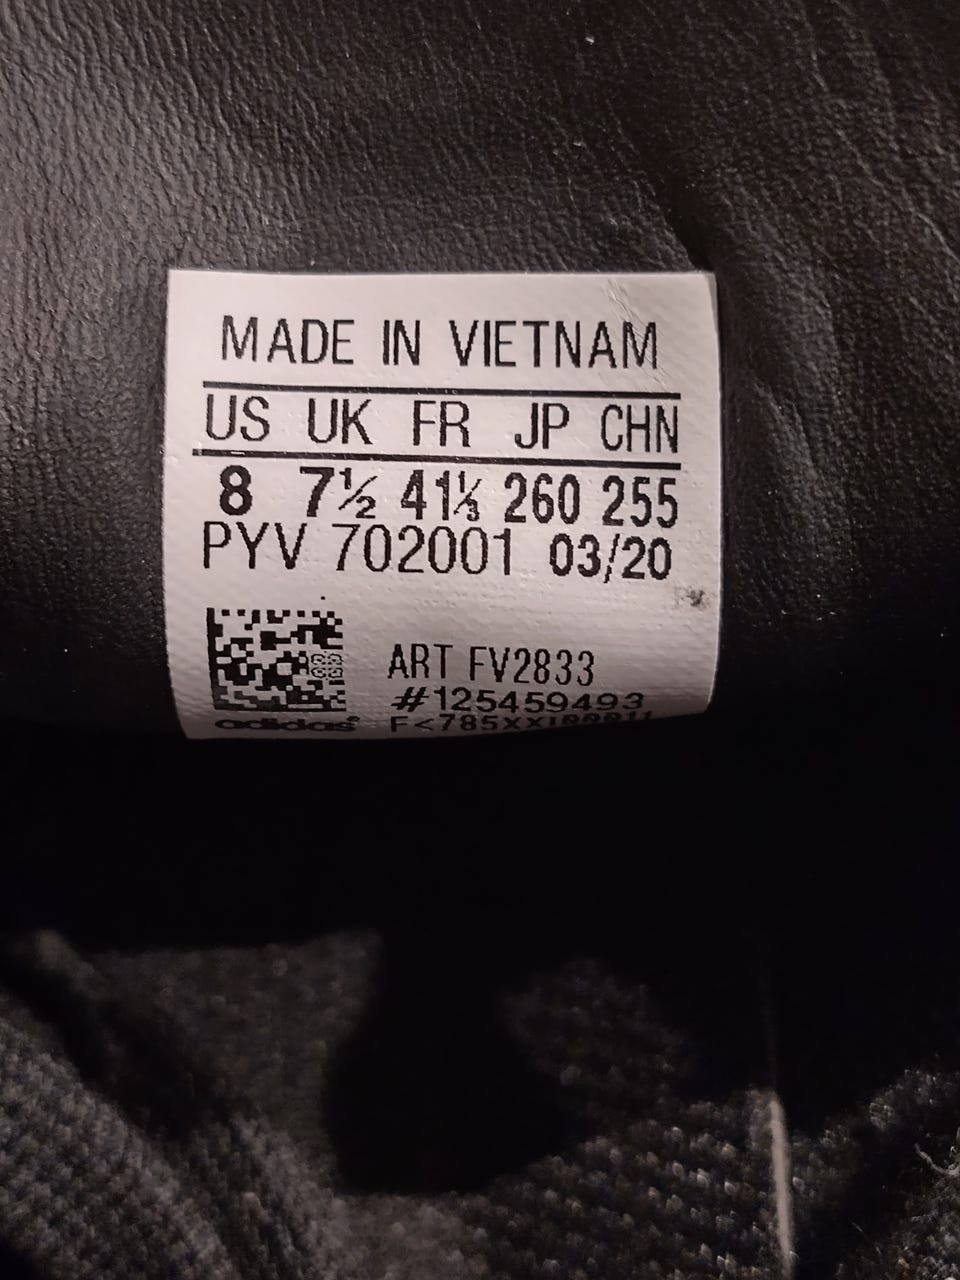 MADE IN VIETNAM
US UK FR JP CHN
8 7½ 41⅓ 260 255
PYV 702001 03/20
ART FV2833
#125459493
adidas